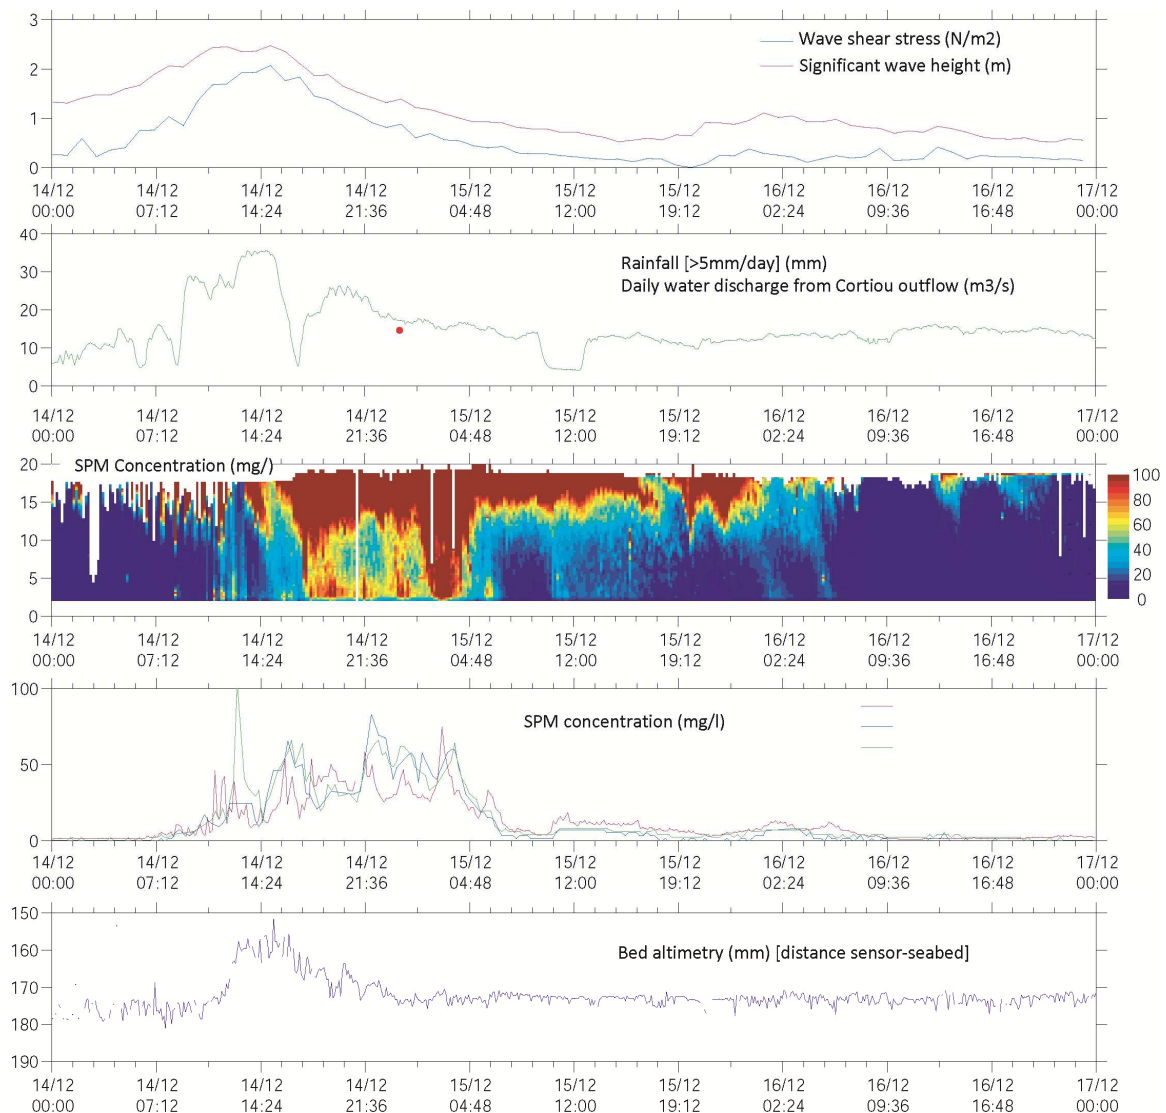 3
2
1
0
Wave shear stress (N/m2)
Significant wave height (m)
14/12 14/12 14/12 14/12 15/12 15/12 15/12 16/12 16/12 16/12 17/12
00:00 07:12 14:24 21:36 04:48 12:00 19:12 02:24 09:36 16:48 00:00
40
30
20
10
0
Rainfall [>5mm/day] (mm)
Daily water discharge from Cortiou outflow (m3/s)
14/12 14/12 14/12 14/12 15/12 15/12 15/12 16/12 16/12 16/12 17/12
00:00 07:12 14:24 21:36 04:48 12:00 19:12 02:24 09:36 16:48 00:00
SPM Concentration (mg/)
20
15
10
5
0
100
80
60
40
20
0
14/12 14/12 14/12 14/12 15/12 15/12 15/12 16/12 16/12 16/12 17/12
00:00 07:12 14:24 21:36 04:48 12:00 19:12 02:24 09:36 16:48 00:00
100
50
0
SPM concentration (mg/l)
14/12 14/12 14/12 14/12 15/12 15/12 15/12 16/12 16/12 16/12 17/12
00:00 07:12 14:24 21:36 04:48 12:00 19:12 02:24 09:36 16:48 00:00
150
160
170
180
190
Bed altimetry (mm) [distance sensor-seabed]
14/12 14/12 14/12 14/12 15/12 15/12 15/12 16/12 16/12 16/12 17/12
00:00 07:12 14:24 21:36 04:48 12:00 19:12 02:24 09:36 16:48 00:00